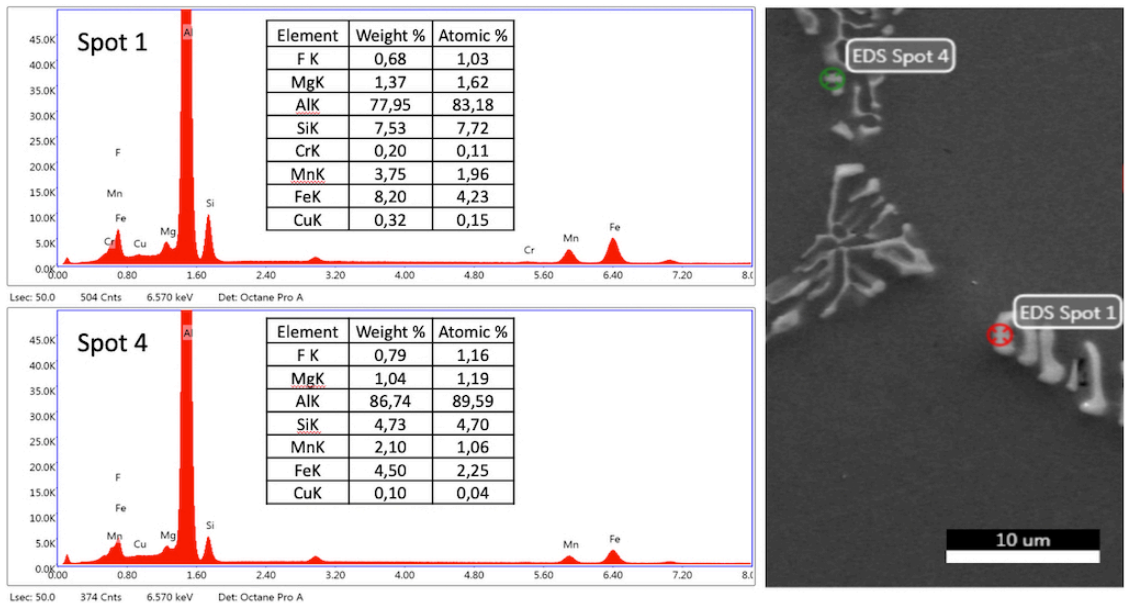 Spot 1
Element Weight % Atomic %
F K 0,68 1,03
MgK 1,37 1,62
AlK 77,95 83,18
SiK 7,53 7,72
CrK 0,20 0,11
MnK 3,75 1,96
FeK 8,20 4,23
CuK 0,32 0,15
45.0K
40.0K
35.0K
30.0K
25.0K
20.0K
15.0K
10.0K
5.0K
0.0K
Al
F
Mn
Fe
Cr
Cu
Mg
Si
Cr
Mn
Fe
0.00 0.80 1.60 2.40 3.20 4.00 4.80 5.60 6.40 7.20 8.0
Lsec: 50.0 504 Cnts 6.570 keV Det: Octane Pro A
Spot 4
Element Weight % Atomic %
F K 0,79 1,16
MgK 1,04 1,19
AlK 86,74 89,59
SiK 4,73 4,70
MnK 2,10 1,06
FeK 4,50 2,25
CuK 0,10 0,04
45.0K
40.0K
35.0K
30.0K
25.0K
20.0K
15.0K
10.0K
5.0K
0.0K
Al
F
Fe
Mn
Cu
Mg
Si
Mn
Fe
0.00 0.80 1.60 2.40 3.20 4.00 4.80 5.60 6.40 7.20 8.0
Lsec: 50.0 374 Cnts 6.570 keV Det: Octane Pro A
EDS Spot 4
EDS Spot 1
10 um